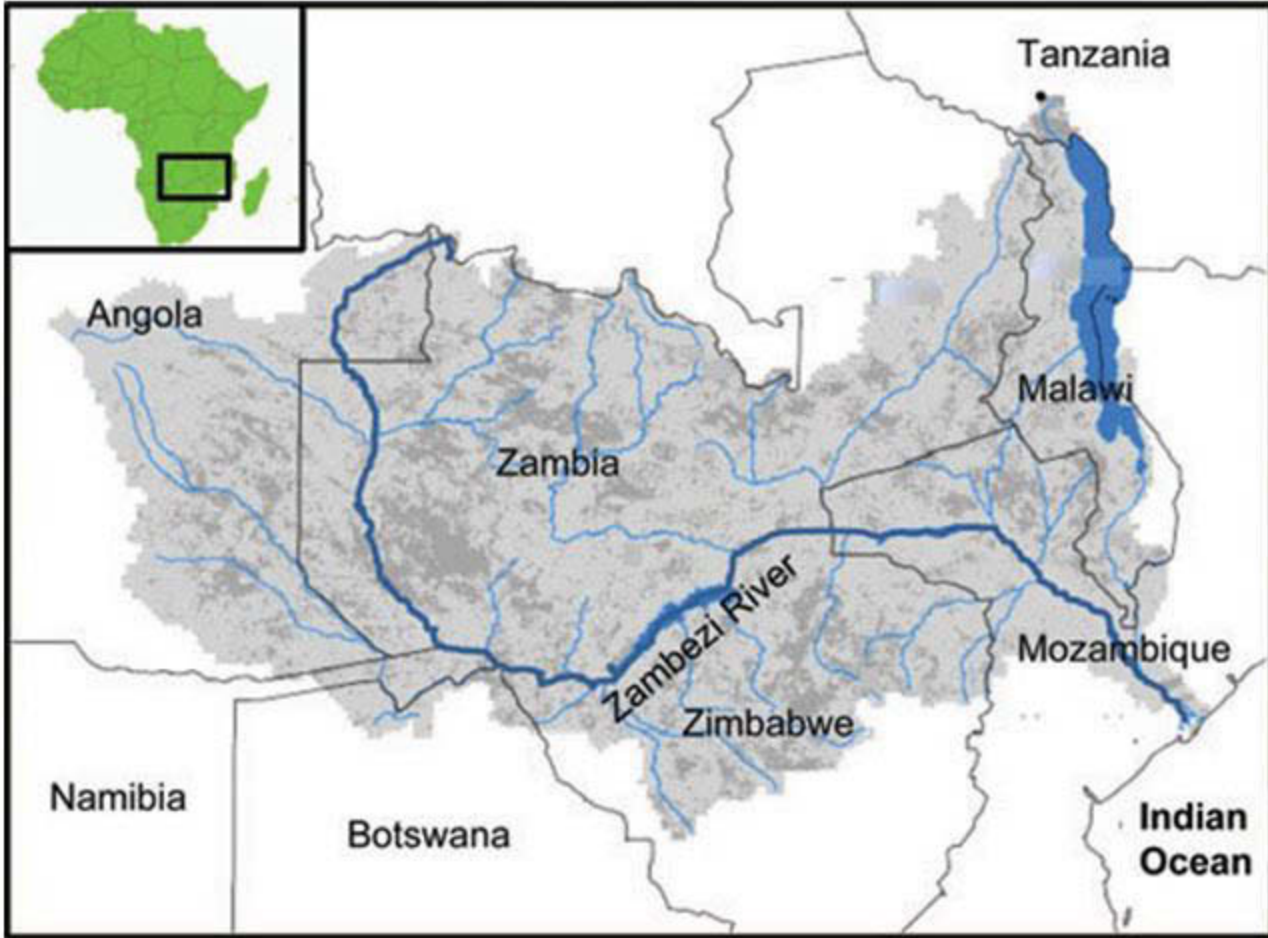 Tanzania
Angola
Malawi
Zambia
Zambezi River
Mozambique
Zimbabwe
Namibia
Botswana
Indian
Ocean